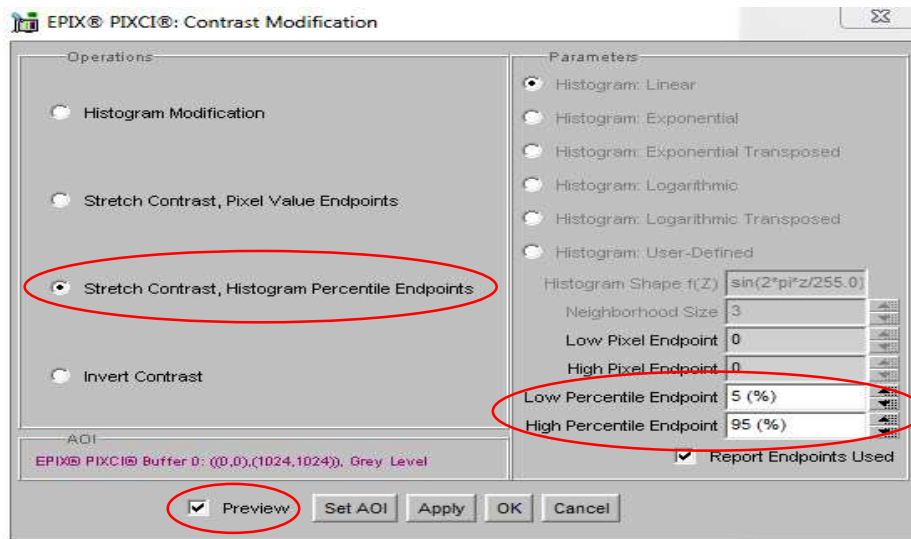 EPIX® PIXCI®: Contrast Modification
Operations
Histogram Modification
Stretch Contrast, Pixel Value Endpoints
Stretch Contrast, Histogram Percentile Endpoints
Invert Contrast
AOI
EPIX® PIXCI® Buffer 0: ((0,0),(1024,1024)), Grey Level
Parameters
Histogram: Linear
Histogram: Exponential
Histogram: Exponential Transposed
Histogram: Logarithmic
Histogram: Logarithmic Transposed
Histogram: User-Defined
Histogram Shape f(Z) sin(2*pi*z/255.0)
Neighborhood Size 3
Low Pixel Endpoint 0
High Pixel Endpoint 0
Low Percentile Endpoint 5 (%)
High Percentile Endpoint 95 (%)
Report Endpoints Used
Preview Set AOI Apply OK Cancel